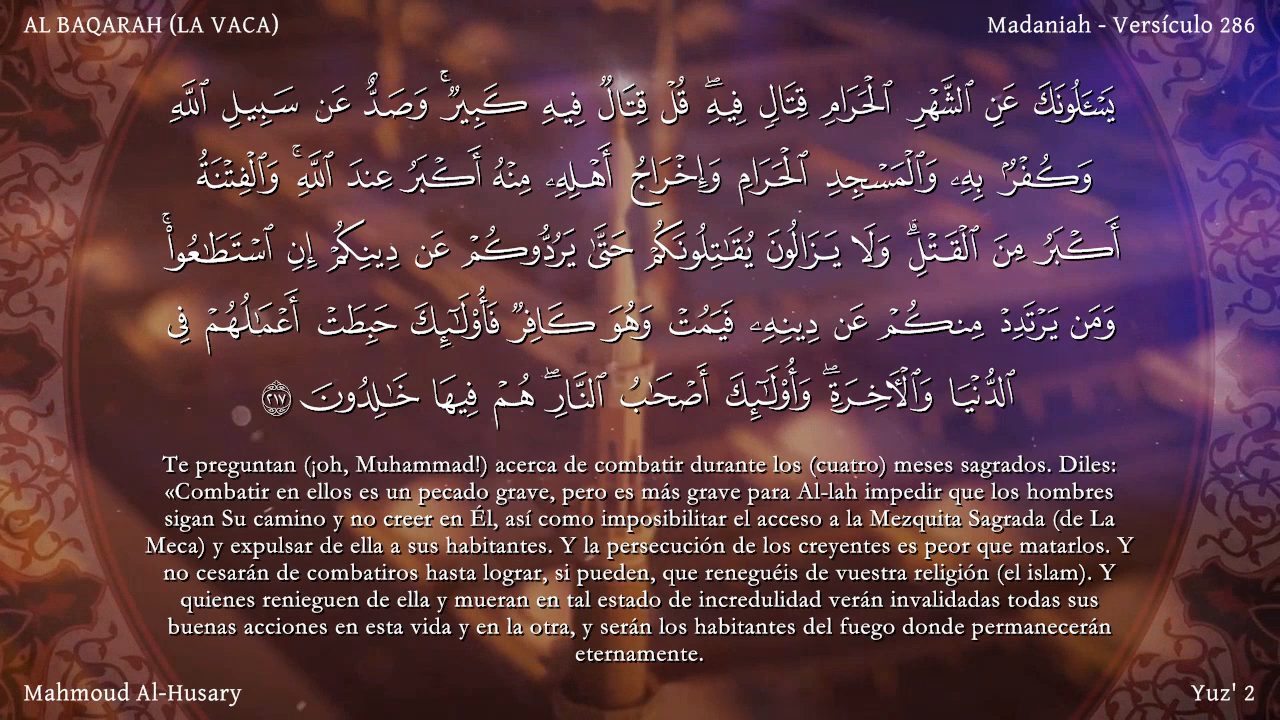 AL BAQARAH (LA VACA)
Madaniah - Versículo 286
يَسْـَٔلُونَكَ عَنِ ٱلشَّهْرِ ٱلْحَرَامِ قِتَالٍ فِيهِ ۖ قُلْ قِتَالٌ فِيهِ كَبِيرٌ ۚ وَصَدٌّ عَن سَبِيلِ ٱللَّهِ
وَكُفْرٌۢ بِهِۦ وَٱلْمَسْجِدِ ٱلْحَرَامِ وَإِخْرَاجُ أَهْلِهِۦ مِنْهُ أَكْبَرُ عِندَ ٱللَّهِ ۚ وَٱلْفِتْنَةُ
أَكْبَرُ مِنَ ٱلْقَتْلِ ۗ وَلَا يَزَالُونَ يُقَـٰتِلُونَكُمْ حَتَّىٰ يَرُدُّوكُمْ عَن دِينِكُمْ إِنِ ٱسْتَطَـٰعُوا۟ ۚ
وَمَن يَرْتَدِدْ مِنكُمْ عَن دِينِهِۦ فَيَمُتْ وَهُوَ كَافِرٌ فَأُو۟لَـٰٓئِكَ حَبِطَتْ أَعْمَـٰلُهُمْ فِى
ٱلدُّنْيَا وَٱلْـَٔاخِرَةِ ۖ وَأُو۟لَـٰٓئِكَ أَصْحَـٰبُ ٱلنَّارِ ۖ هُمْ فِيهَا خَـٰلِدُونَ ٢١٧
Te preguntan (¡oh, Muhammad!) acerca de combatir durante los (cuatro) meses sagrados. Diles:
«Combatir en ellos es un pecado grave, pero es más grave para Al-lah impedir que los hombres
sigan Su camino y no creer en Él, así como imposibilitar el acceso a la Mezquita Sagrada (de La
Meca) y expulsar de ella a sus habitantes. Y la persecución de los creyentes es peor que matarlos. Y
no cesarán de combatiros hasta lograr, si pueden, que reneguéis de vuestra religión (el islam). Y
quienes renieguen de ella y mueran en tal estado de incredulidad verán invalidadas todas sus
buenas acciones en esta vida y en la otra, y serán los habitantes del fuego donde permanecerán
eternamente.
Mahmoud Al-Husary
Yuz' 2